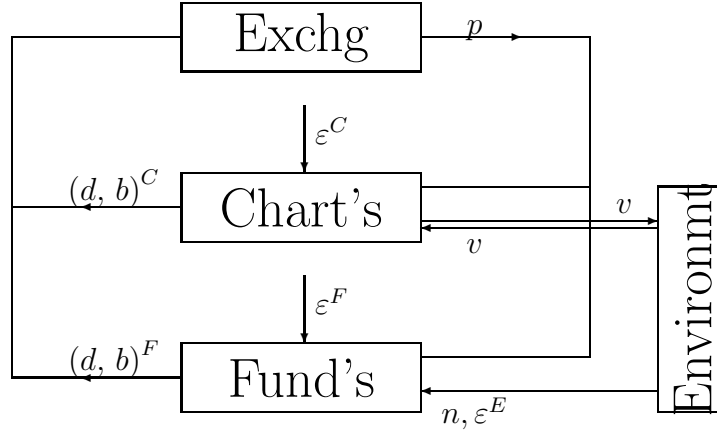 Exchg
p
ε^C
(d, b)^C
Chart's
v
v
ε^F
(d, b)^F
Fund's
n, ε^E
Environmt